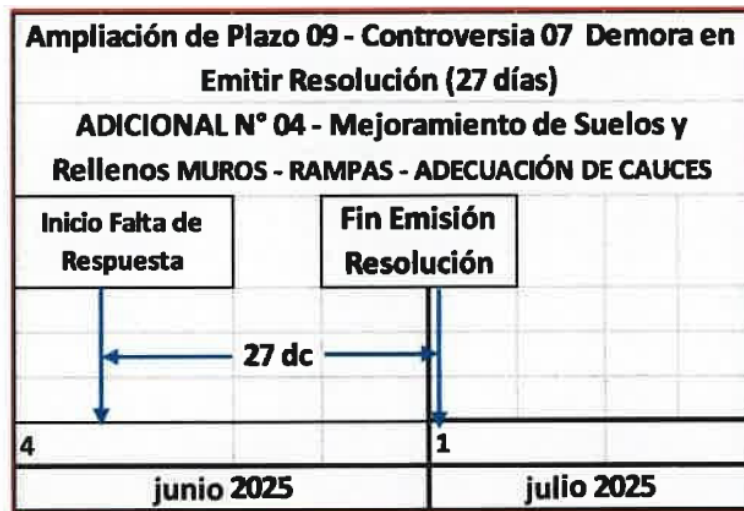 Ampliación de Plazo 09 - Controversia 07 Demora en
Emitir Resolución (27 días)
ADICIONAL N° 04 - Mejoramiento de Suelos y
Rellenos MUROS - RAMPAS - ADECUACIÓN DE CAUCES
Inicio Falta de
Respuesta
Fin Emisión
Resolución
27 dc
4
1
junio 2025
julio 2025